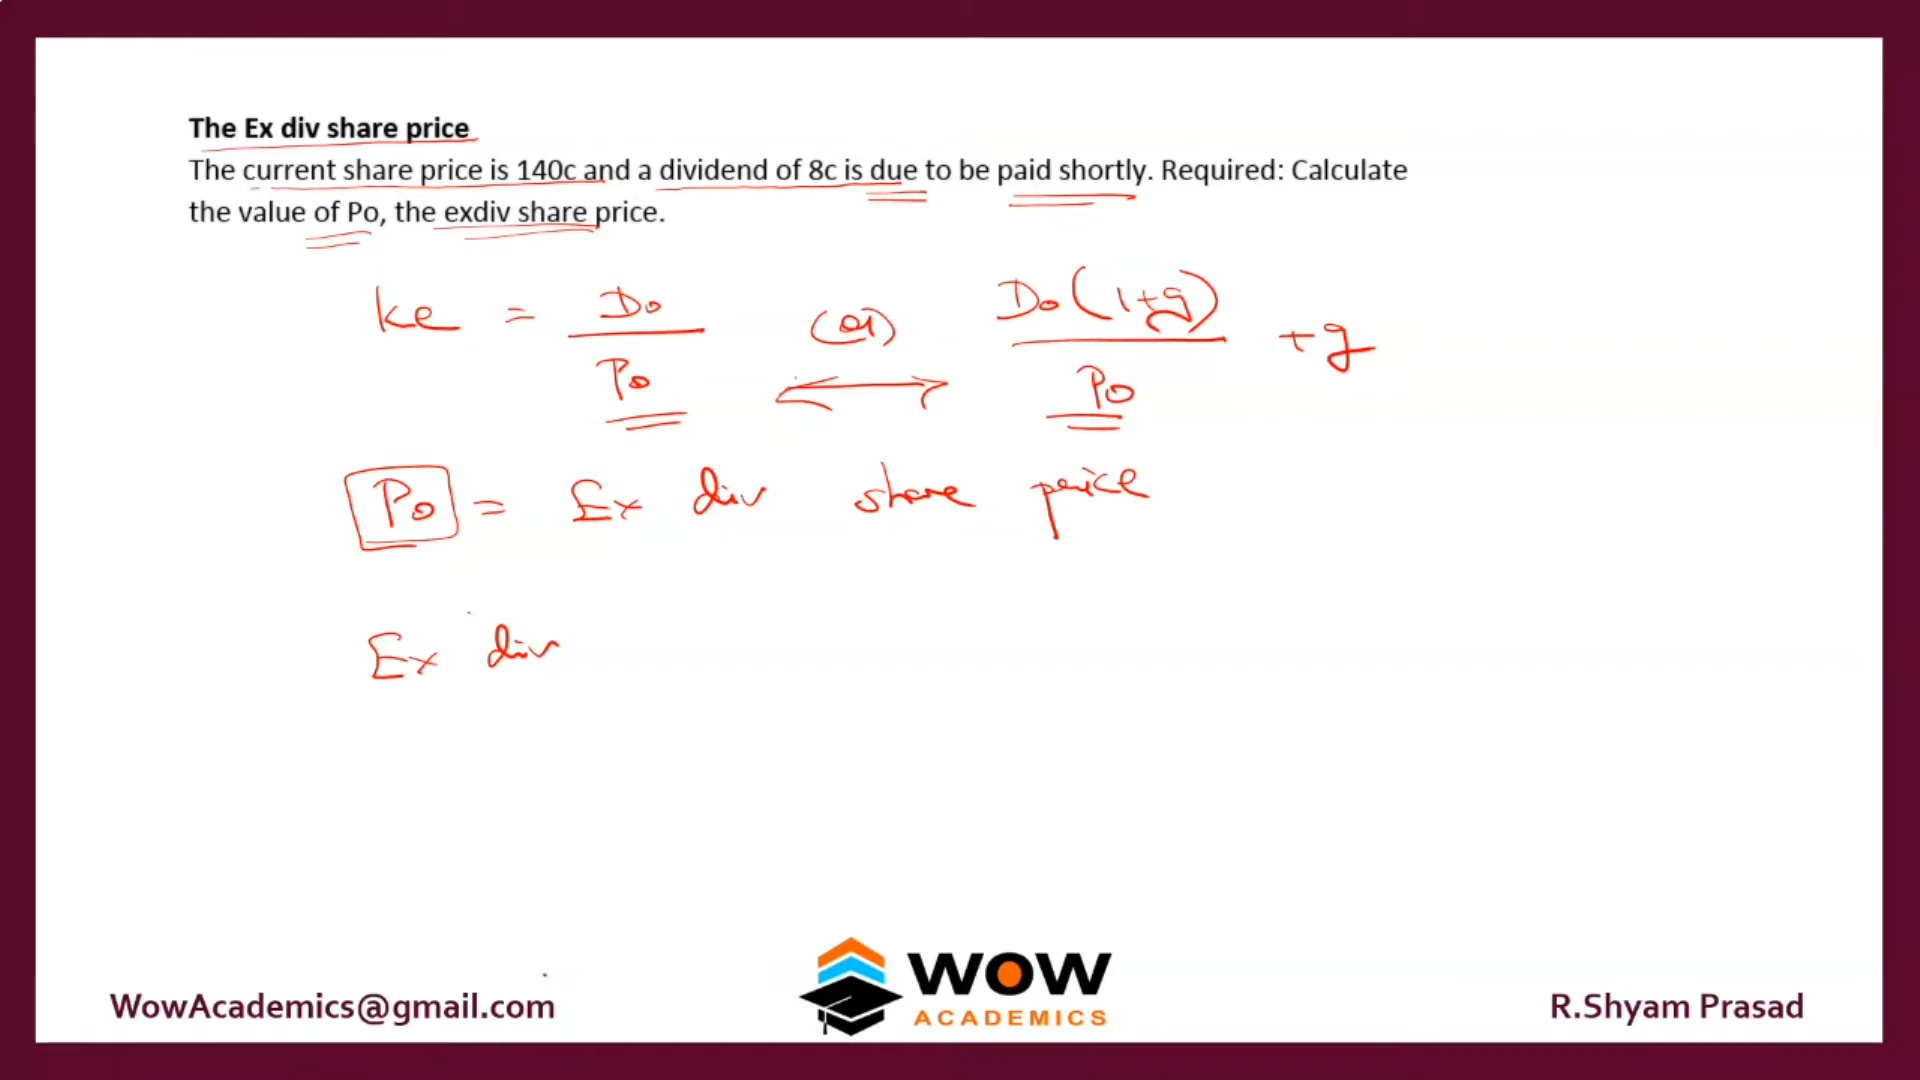 The Ex div share price
The current share price is 140c and a dividend of 8c is due to be paid shortly. Required: Calculate
the value of Po, the exdiv share price.
ke = Do / Po (or) Do(1+g) / Po + g
Po = Ex div share price
Ex div
WowAcademics@gmail.com
WOW
ACADEMICS
R.Shyam Prasad